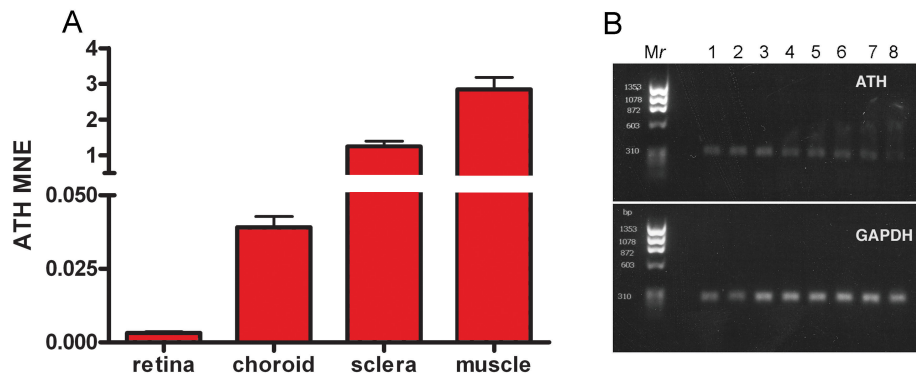 A
ATH MNE
4
3
2
1
0.050
0.025
0.000
retina choroid sclera muscle
B
Mr 1 2 3 4 5 6 7 8
ATH
1353
1078
872
603
310
bp
GAPDH
1353
1078
872
603
310